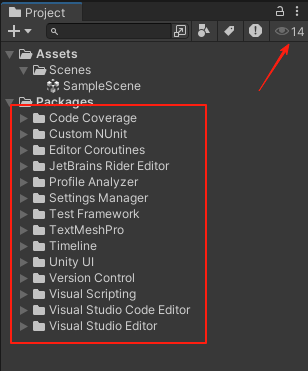 Project
14
Assets
Scenes
SampleScene
Packages
Code Coverage
Custom NUnit
Editor Coroutines
JetBrains Rider Editor
Profile Analyzer
Settings Manager
Test Framework
TextMeshPro
Timeline
Unity UI
Version Control
Visual Scripting
Visual Studio Code Editor
Visual Studio Editor